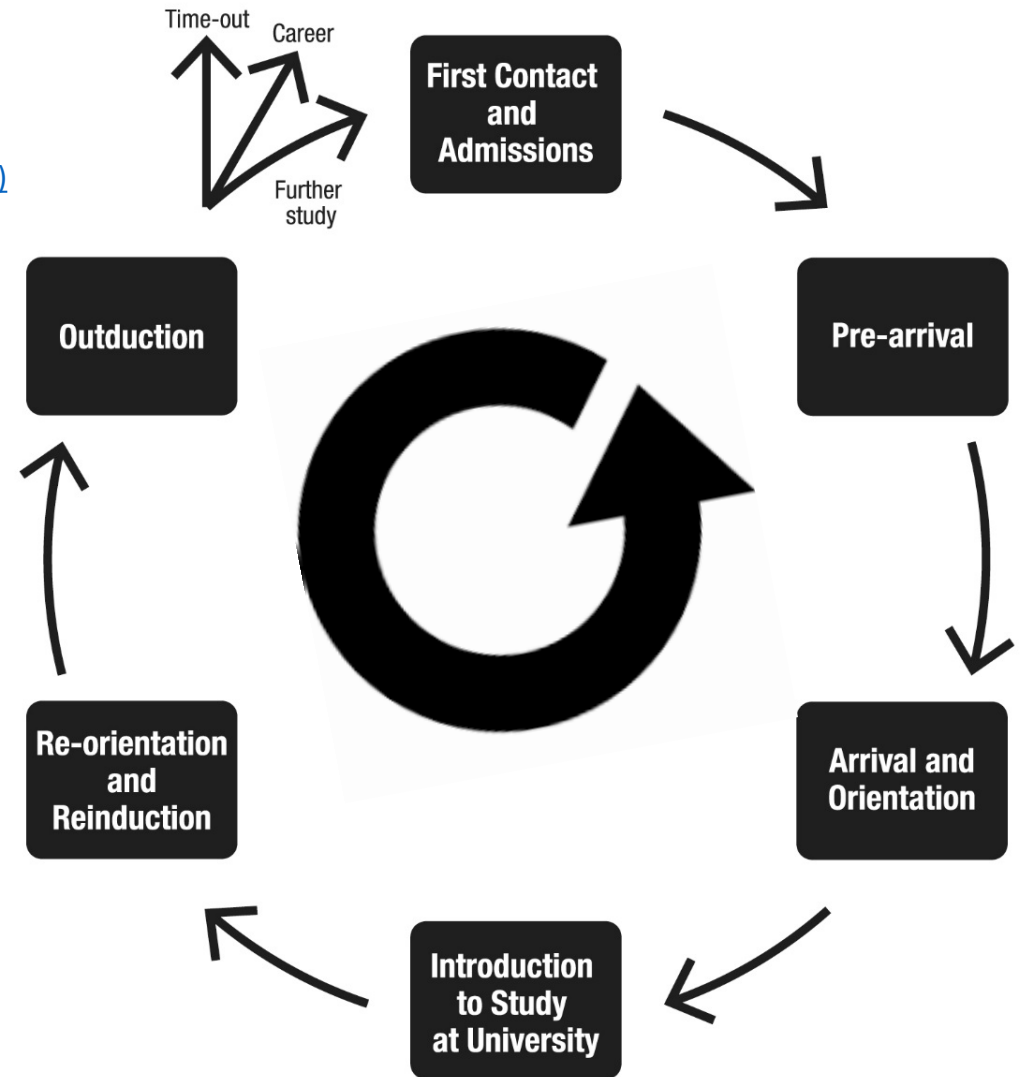 Time-out
Career
Further
study
First Contact
and
Admissions
)
Pre-arrival
Arrival and
Orientation
Introduction
to Study
at University
Re-orientation
and
Reinduction
Outduction